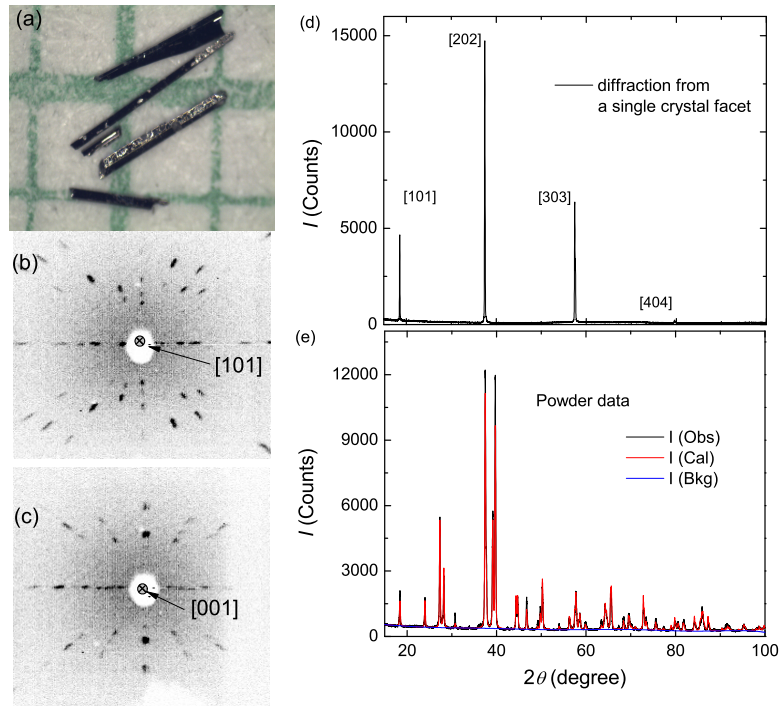 (a)
(b)
[101]
(c)
[001]
(d)
15000
10000
5000
0
I (Counts)
[101]
[202]
[303]
[404]
diffraction from
a single crystal facet
(e)
12000
9000
6000
3000
0
I (Counts)
Powder data
I (Obs)
I (Cal)
I (Bkg)
20
40
60
80
100
2θ (degree)